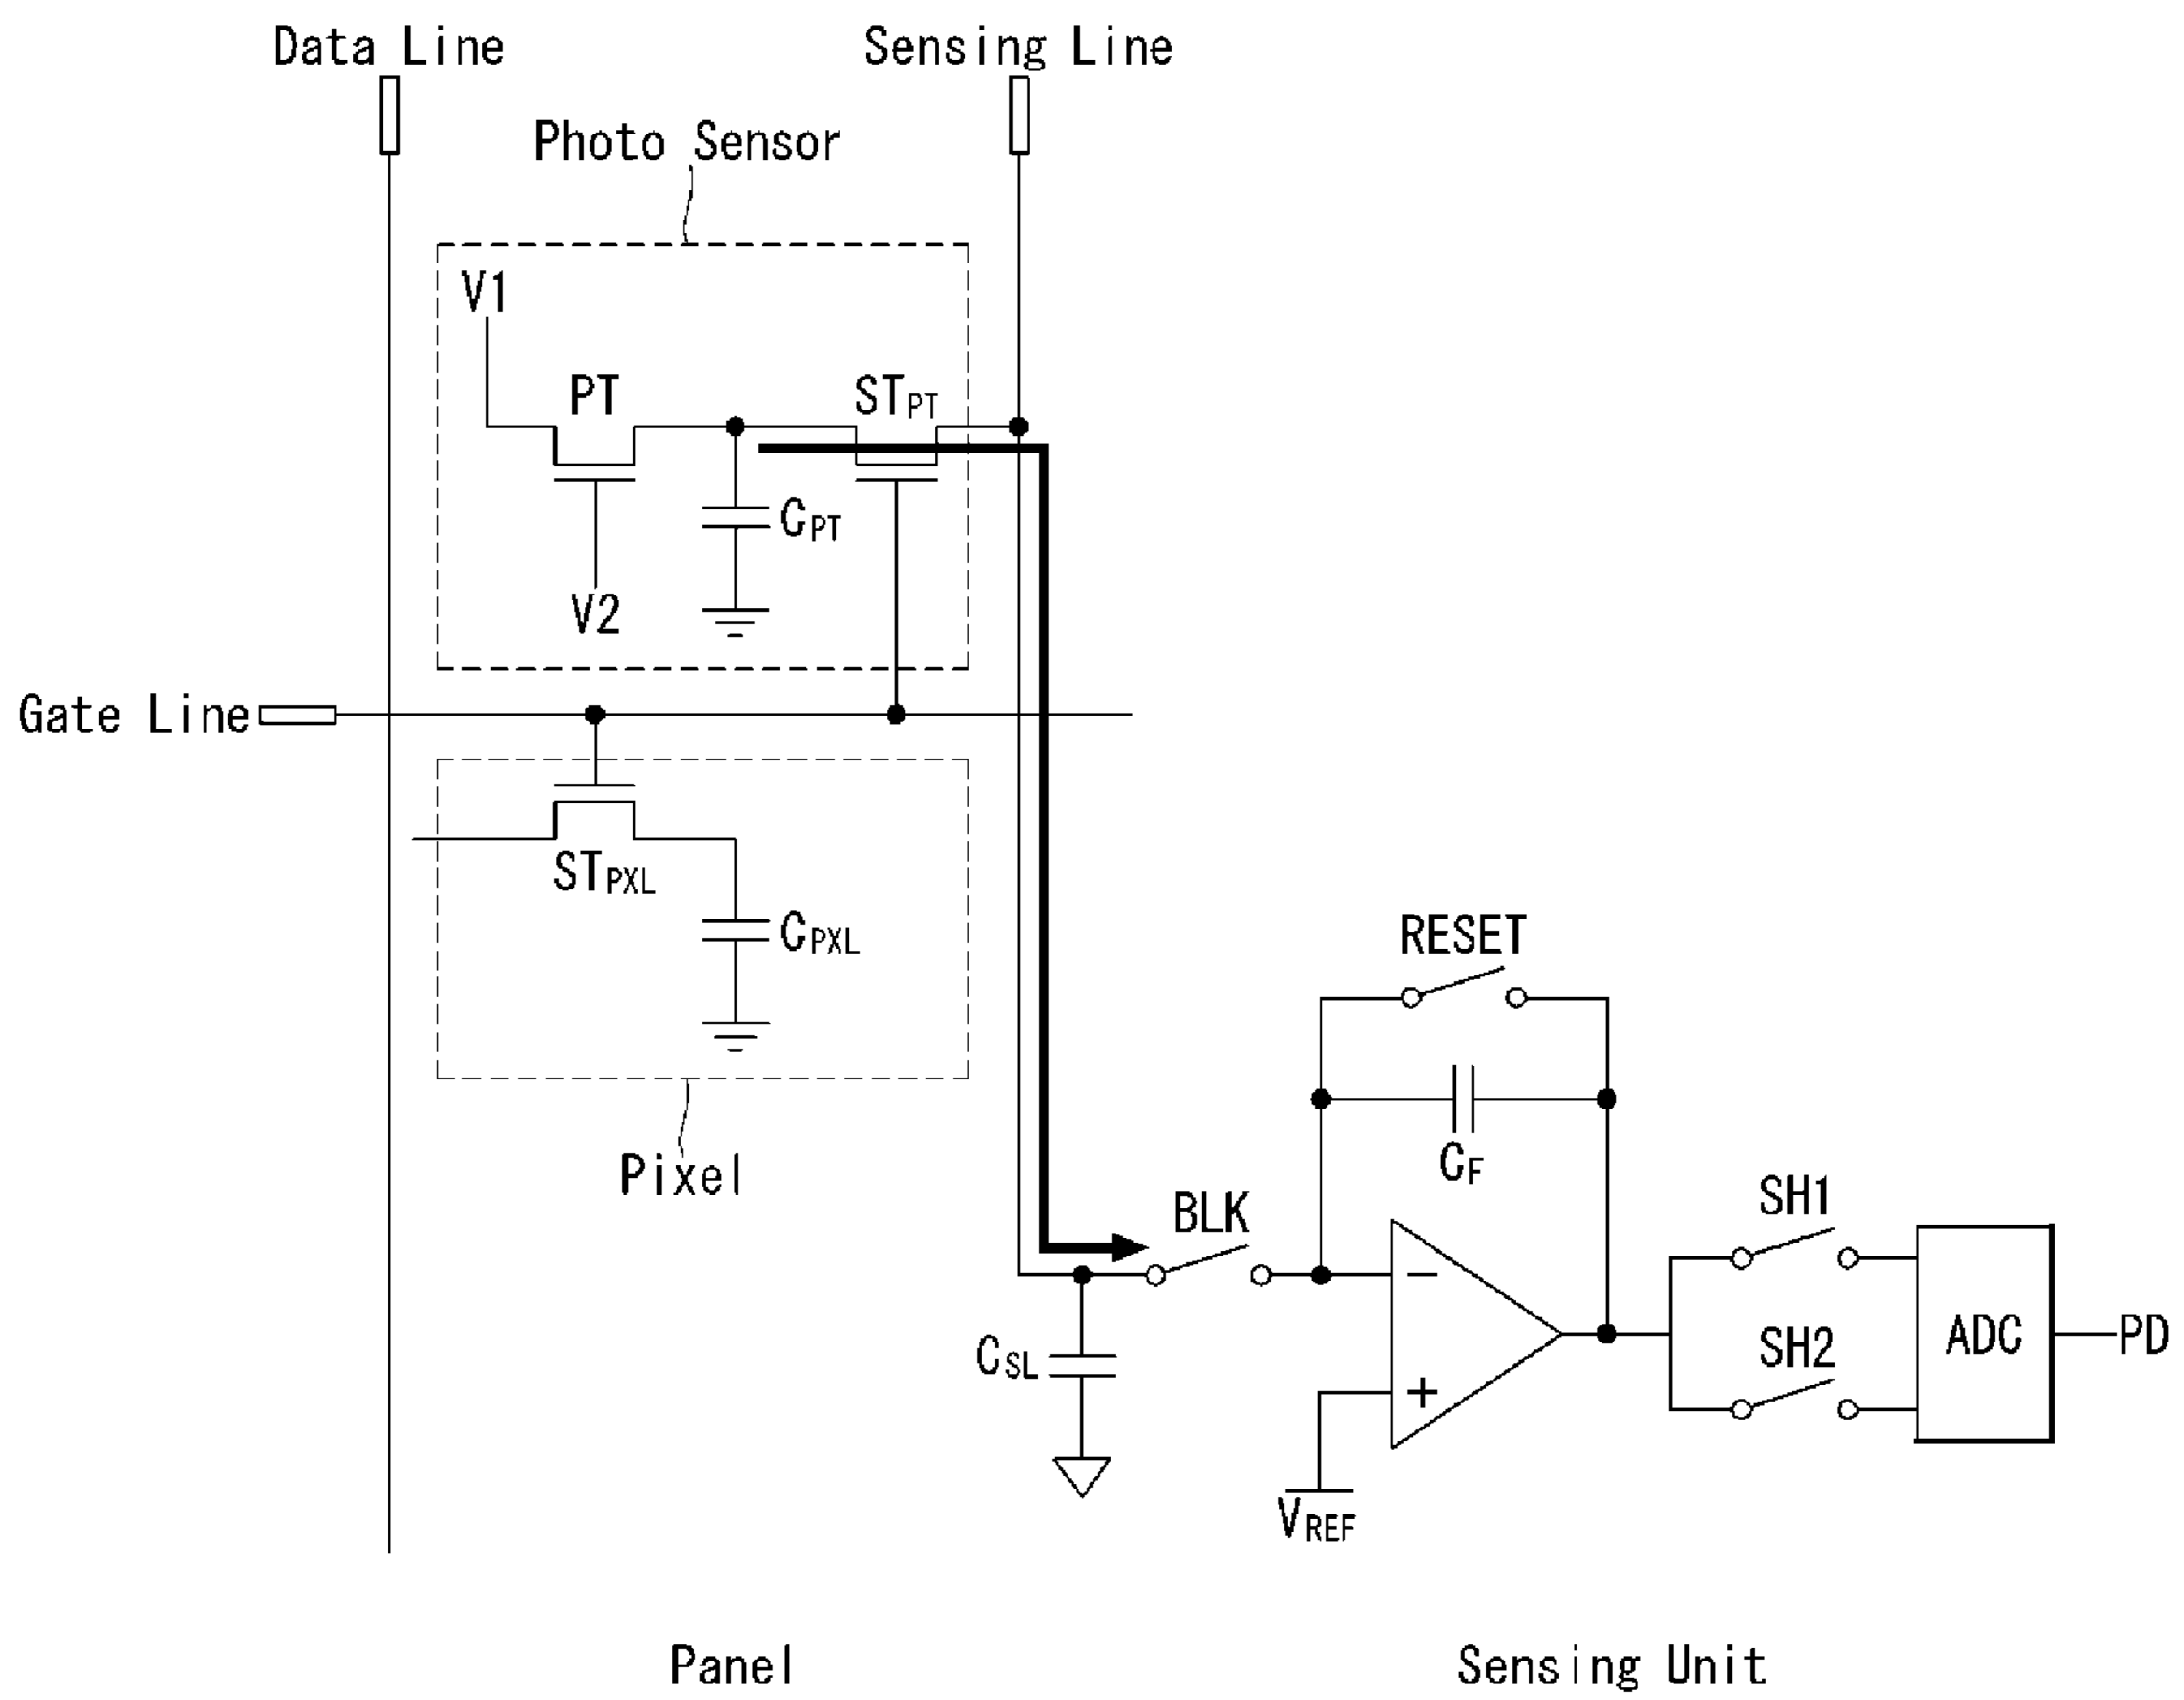 Data Line
Sensing Line
Photo Sensor
V1
PT
STPT
CPT
V2
Gate Line
STPXL
CPXL
Pixel
RESET
CF
BLK
SH1
CSL
SH2
ADC
PD
−
+
VREF
Panel
Sensing Unit